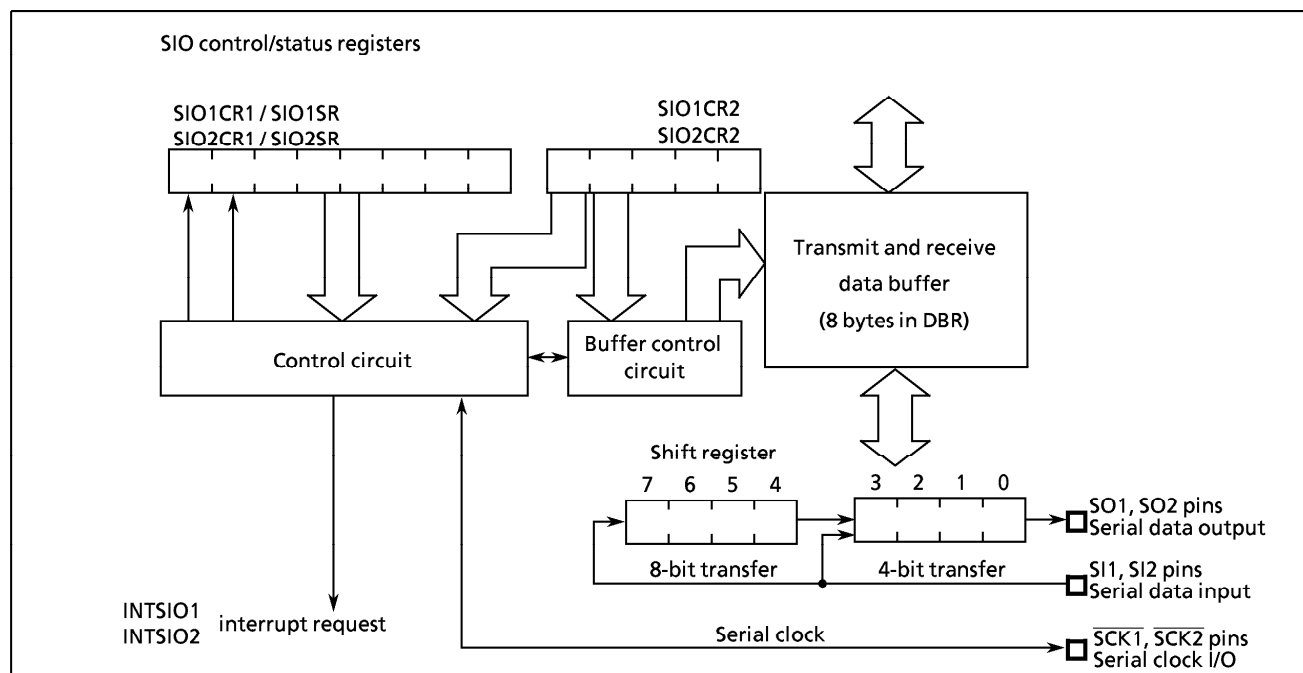 SIO control/status registers
SIO1CR1 / SIO1SR
SIO2CR1 / SIO2SR
SIO1CR2
SIO2CR2
Transmit and receive
data buffer
(8 bytes in DBR)
Control circuit
Buffer control
circuit
Shift register
7 6 5 4
3 2 1 0
SO1, SO2 pins
Serial data output
8-bit transfer
4-bit transfer
SI1, SI2 pins
Serial data input
INTSIO1
INTSIO2
interrupt request
Serial clock
S̅C̅K̅1̅, S̅C̅K̅2̅ pins
Serial clock I/O